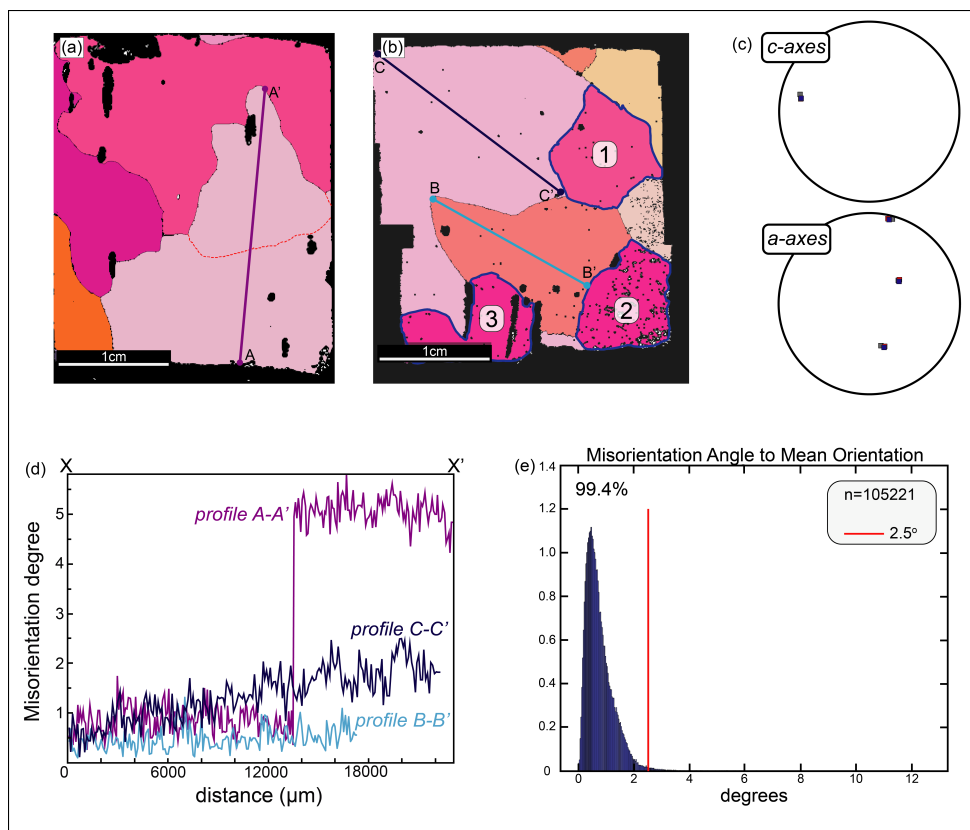 (a)
A'
A
1cm
(b)
C
1
C'
B
B'
2
3
1cm
(c)
c-axes
a-axes
(d)
X
X'
profile A-A'
profile C-C'
profile B-B'
Misorientation degree
5
4
3
2
1
0
6000
12000
18000
distance (µm)
(e)
Misorientation Angle to Mean Orientation
99.4%
n=105221
2.5°
1.4
1.2
1.0
0.8
0.6
0.4
0.2
0
0
2
4
6
8
10
12
degrees